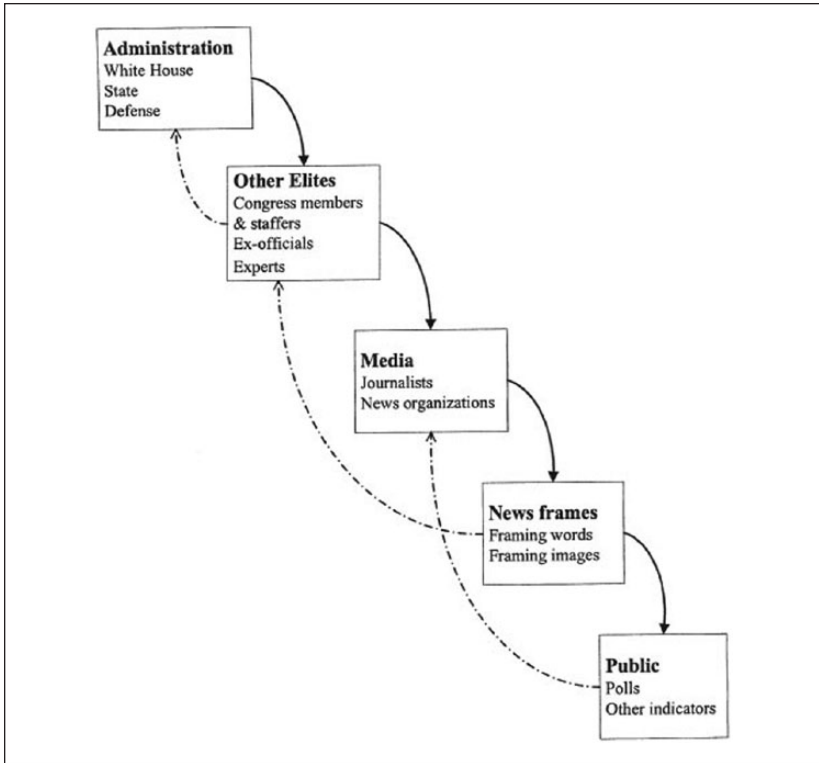 Administration
White House
State
Defense
Other Elites
Congress members
& staffers
Ex-officials
Experts
Media
Journalists
News organizations
News frames
Framing words
Framing images
Public
Polls
Other indicators